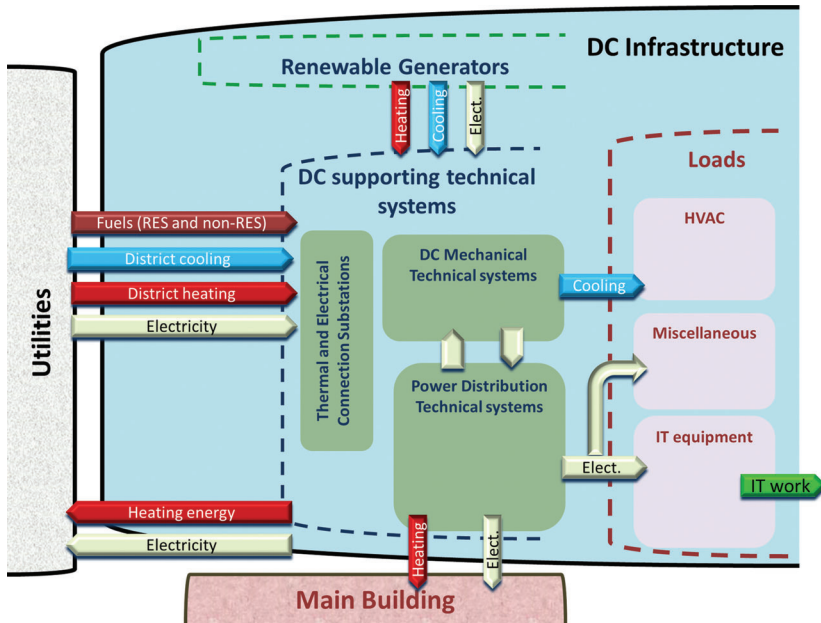 DC Infrastructure
Renewable Generators
Heating
Cooling
Elect.
Loads
DC supporting technical
systems
Utilities
Fuels (RES and non-RES)
District cooling
District heating
Electricity
Thermal and Electrical
Connection Substations
DC Mechanical
Technical systems
Cooling
HVAC
Miscellaneous
Power Distribution
Technical systems
IT equipment
Elect.
IT work
Heating energy
Electricity
Heating
Elect.
Main Building